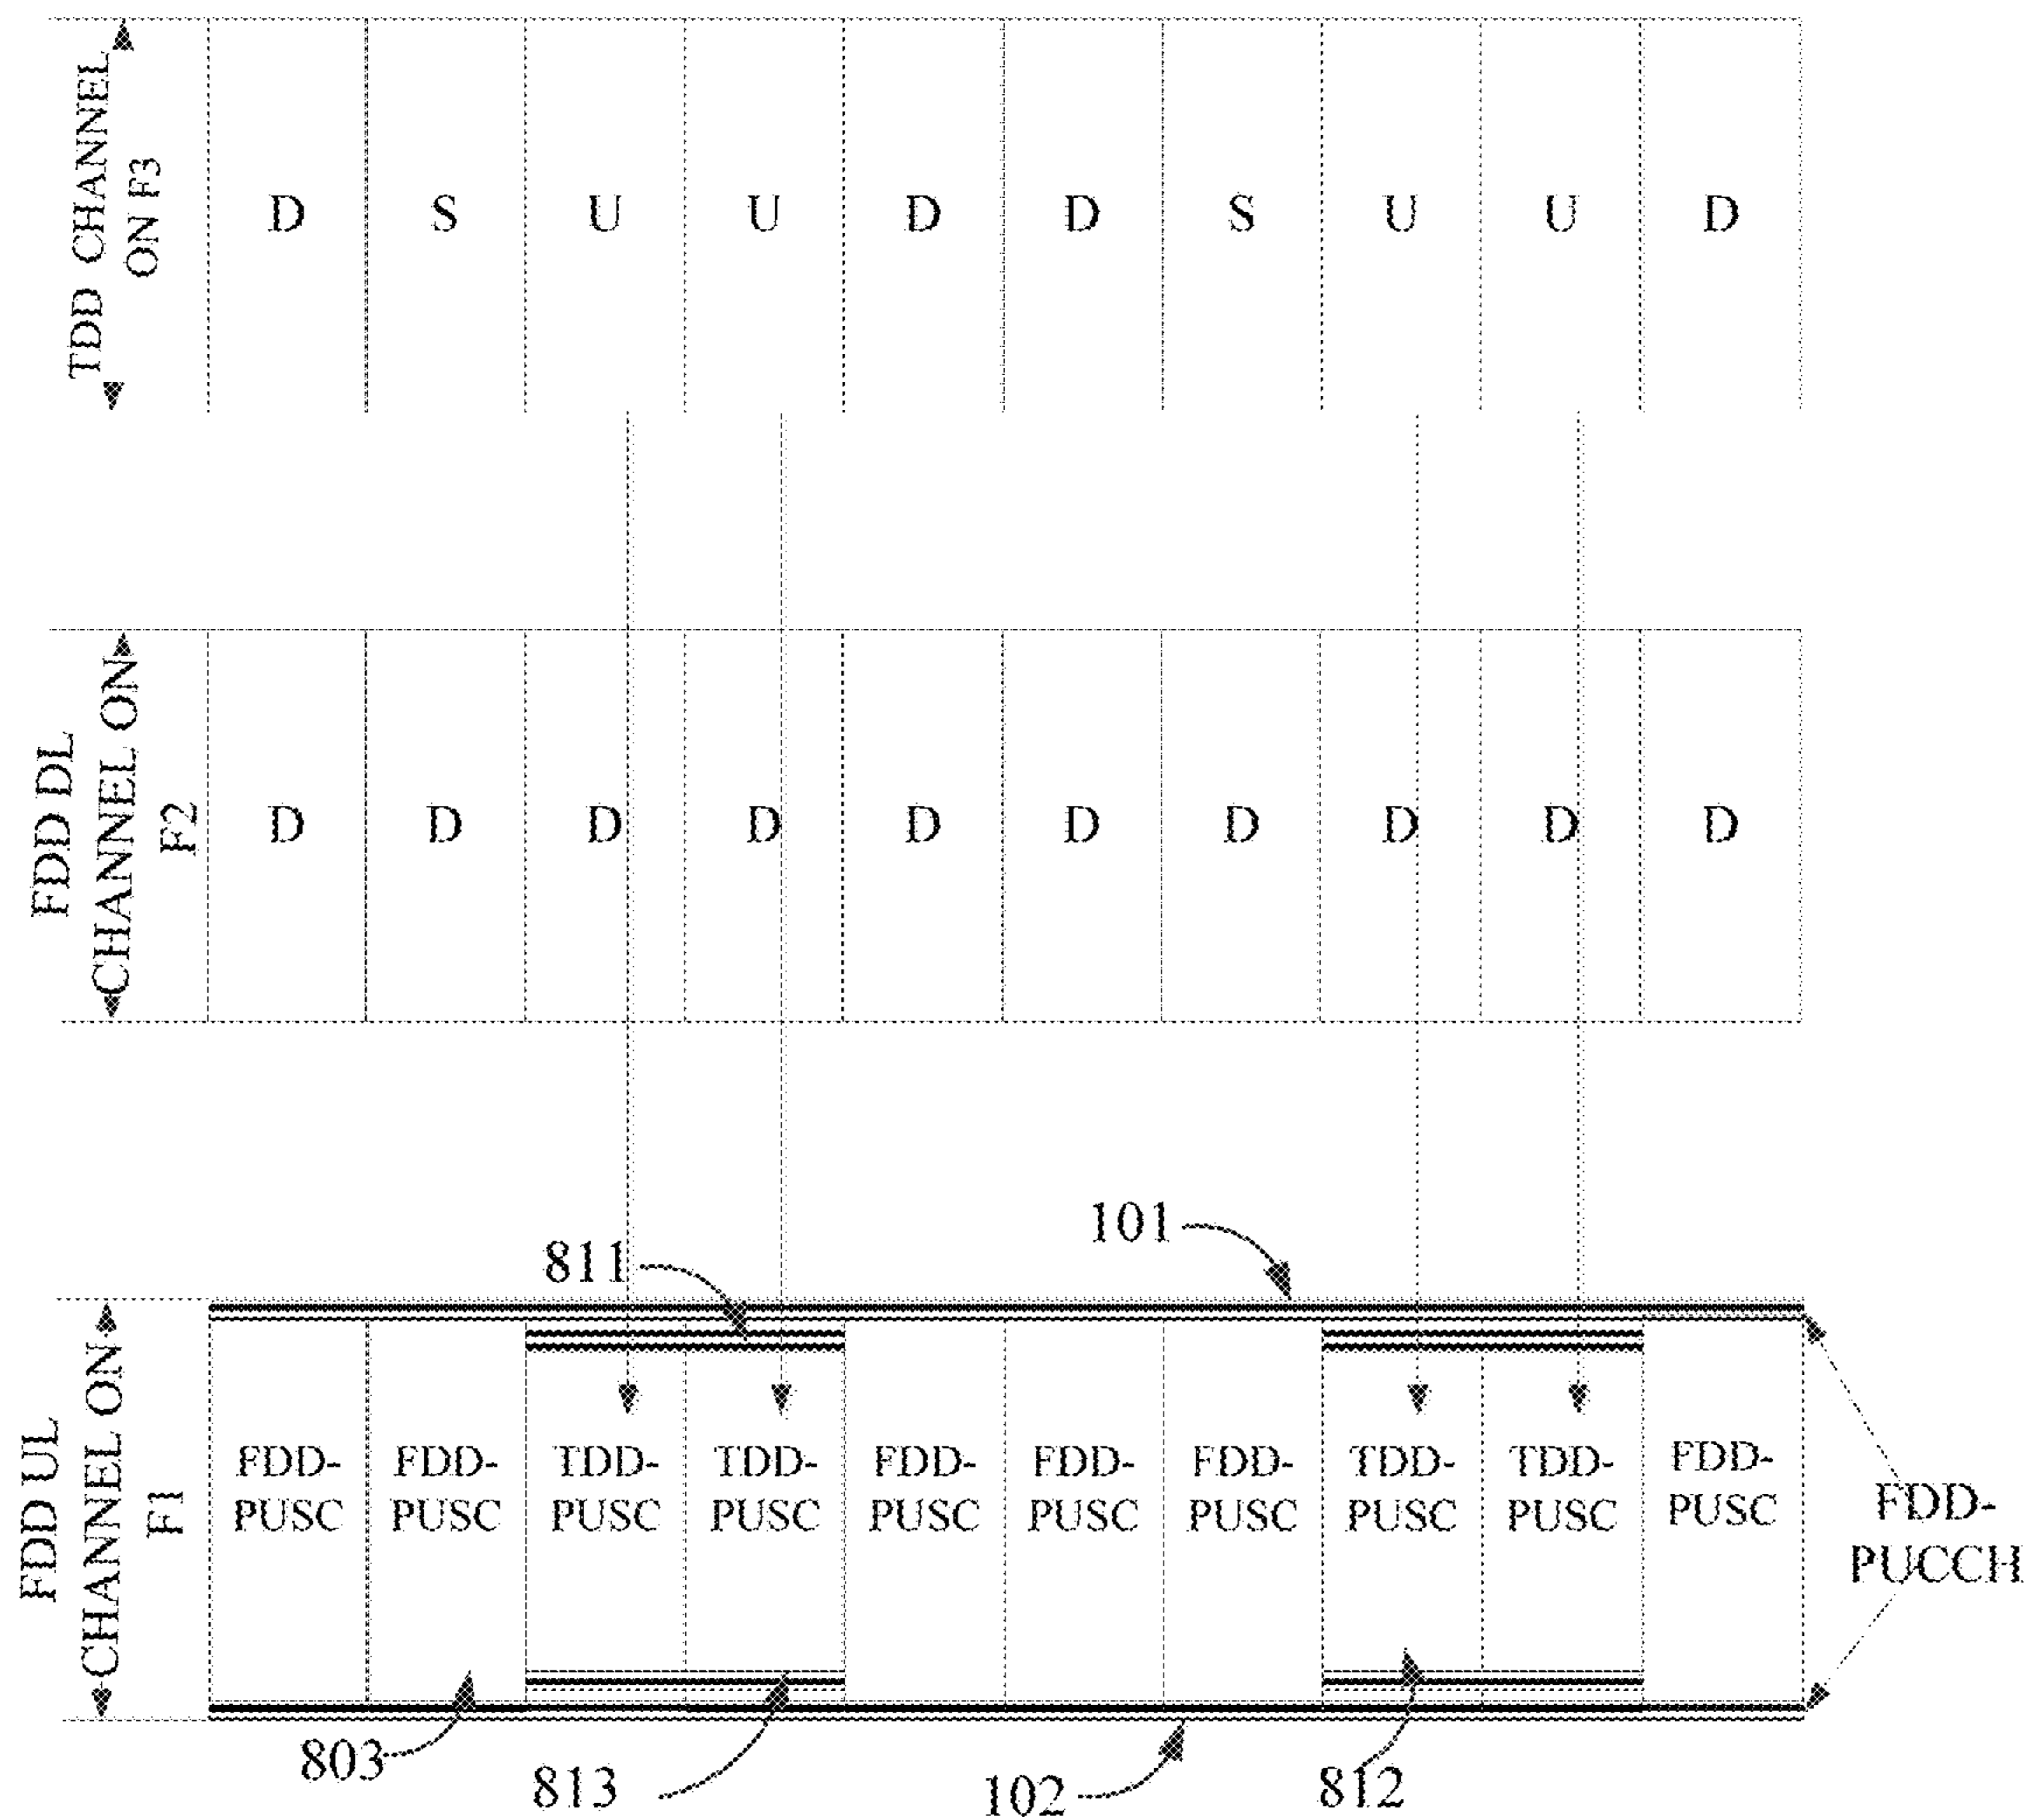 TDD CHANNEL
ON F3
D S U U D D S U U D
FDD DL
CHANNEL ON
F2
D D D D D D D D D D
101
811
FDD UL
CHANNEL ON
F1
FDD- FDD- TDD- TDD- FDD- FDD- FDD- TDD- TDD- FDD-
PUSC PUSC PUSC PUSC PUSC PUSC PUSC PUSC PUSC PUSC
FDD-
PUCCH
803
813
102
812